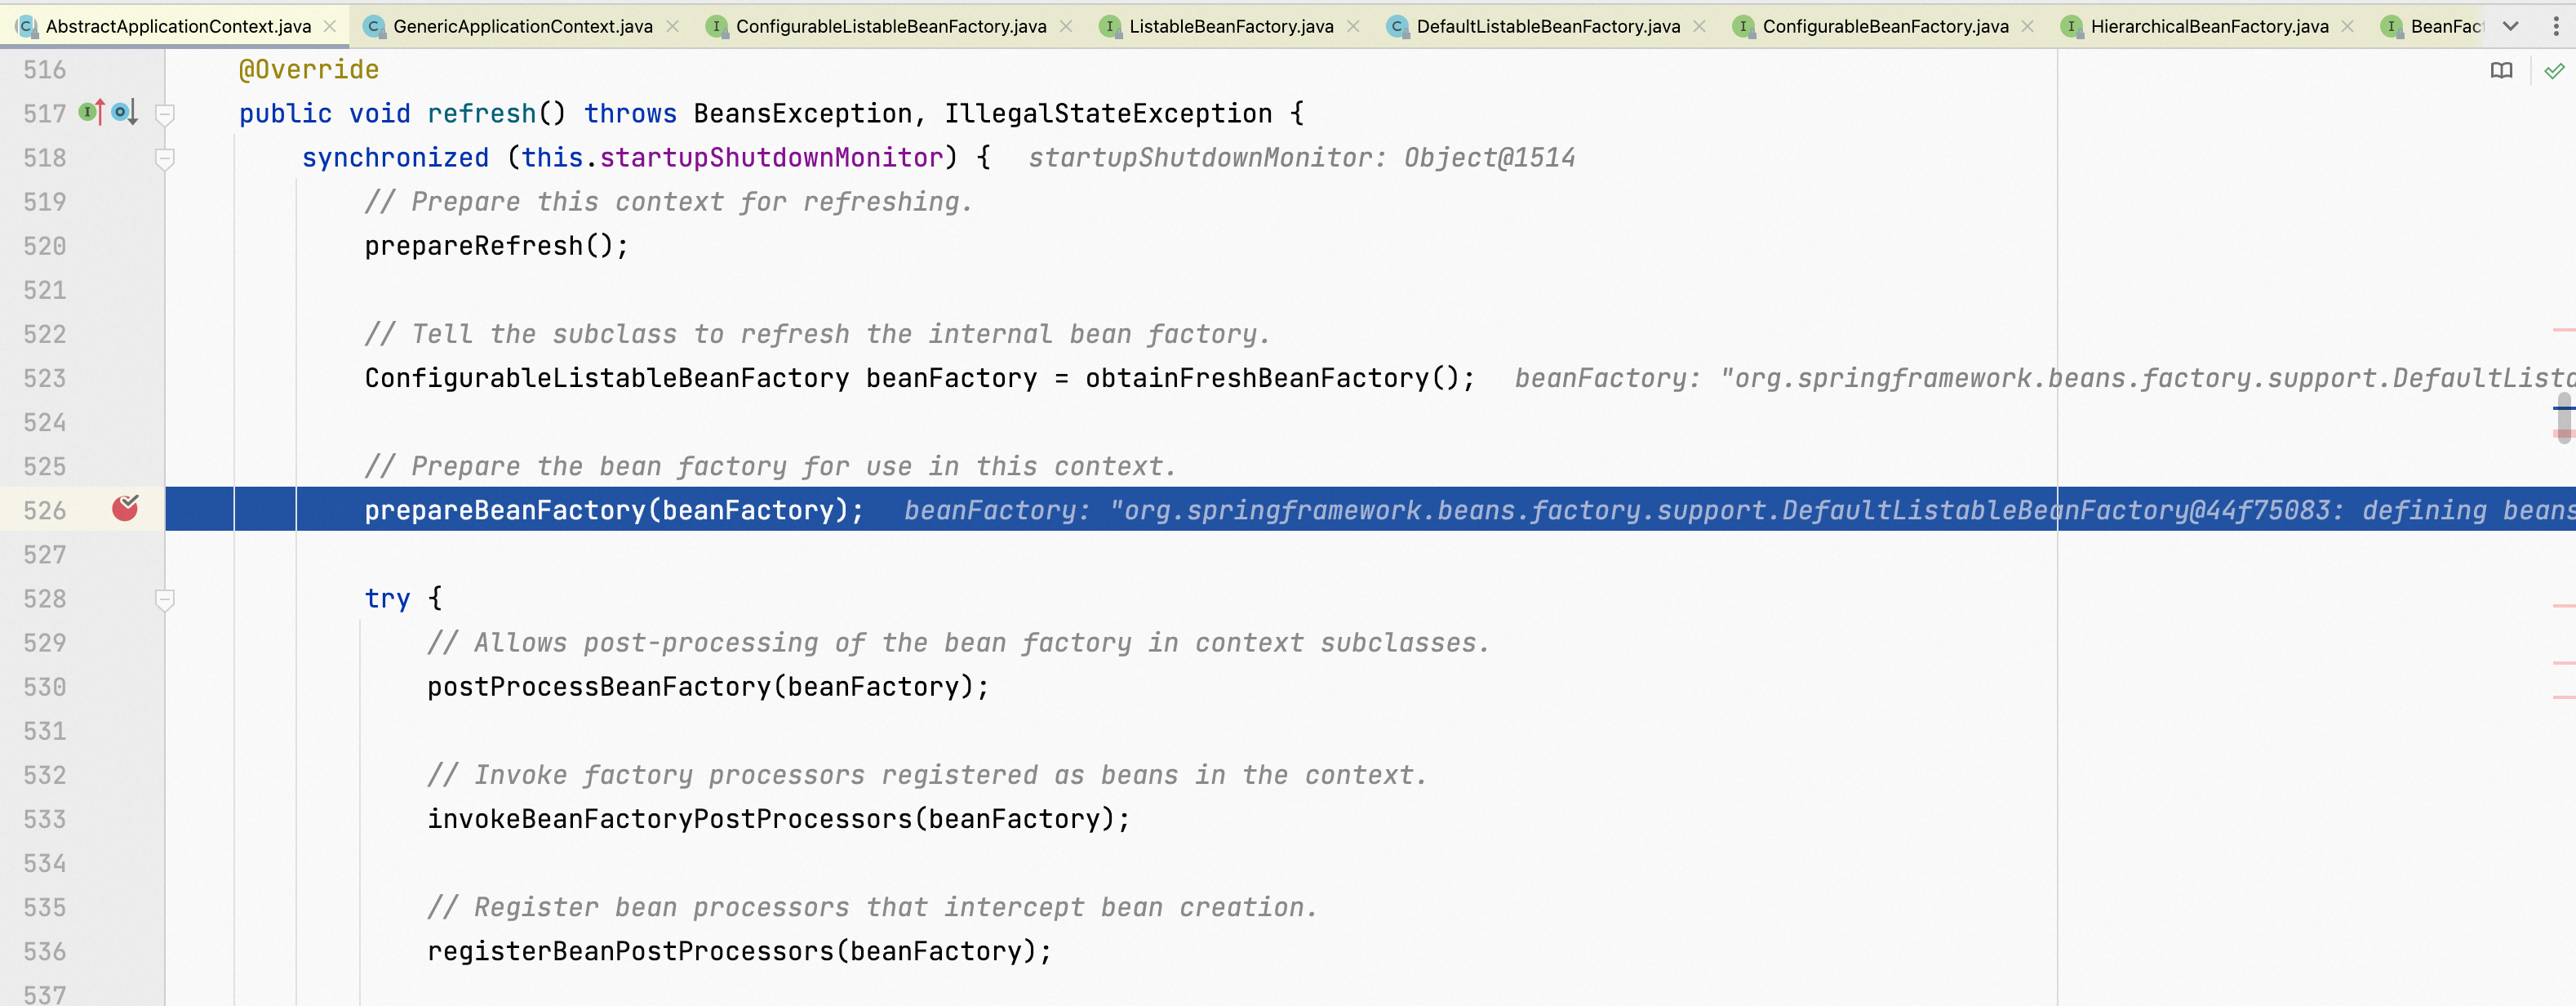 AbstractApplicationContext.java GenericApplicationContext.java ConfigurableListableBeanFactory.java ListableBeanFactory.java DefaultListableBeanFactory.java ConfigurableBeanFactory.java HierarchicalBeanFactory.java BeanFac
516 @Override
517 public void refresh() throws BeansException, IllegalStateException {
518 synchronized (this.startupShutdownMonitor) { startupShutdownMonitor: Object@1514
519 // Prepare this context for refreshing.
520 prepareRefresh();
521
522 // Tell the subclass to refresh the internal bean factory.
523 ConfigurableListableBeanFactory beanFactory = obtainFreshBeanFactory(); beanFactory: "org.springframework.beans.factory.support.DefaultLista
524
525 // Prepare the bean factory for use in this context.
526 prepareBeanFactory(beanFactory); beanFactory: "org.springframework.beans.factory.support.DefaultListableBeanFactory@44f75083: defining beans
527
528 try {
529 // Allows post-processing of the bean factory in context subclasses.
530 postProcessBeanFactory(beanFactory);
531
532 // Invoke factory processors registered as beans in the context.
533 invokeBeanFactoryPostProcessors(beanFactory);
534
535 // Register bean processors that intercept bean creation.
536 registerBeanPostProcessors(beanFactory);
537